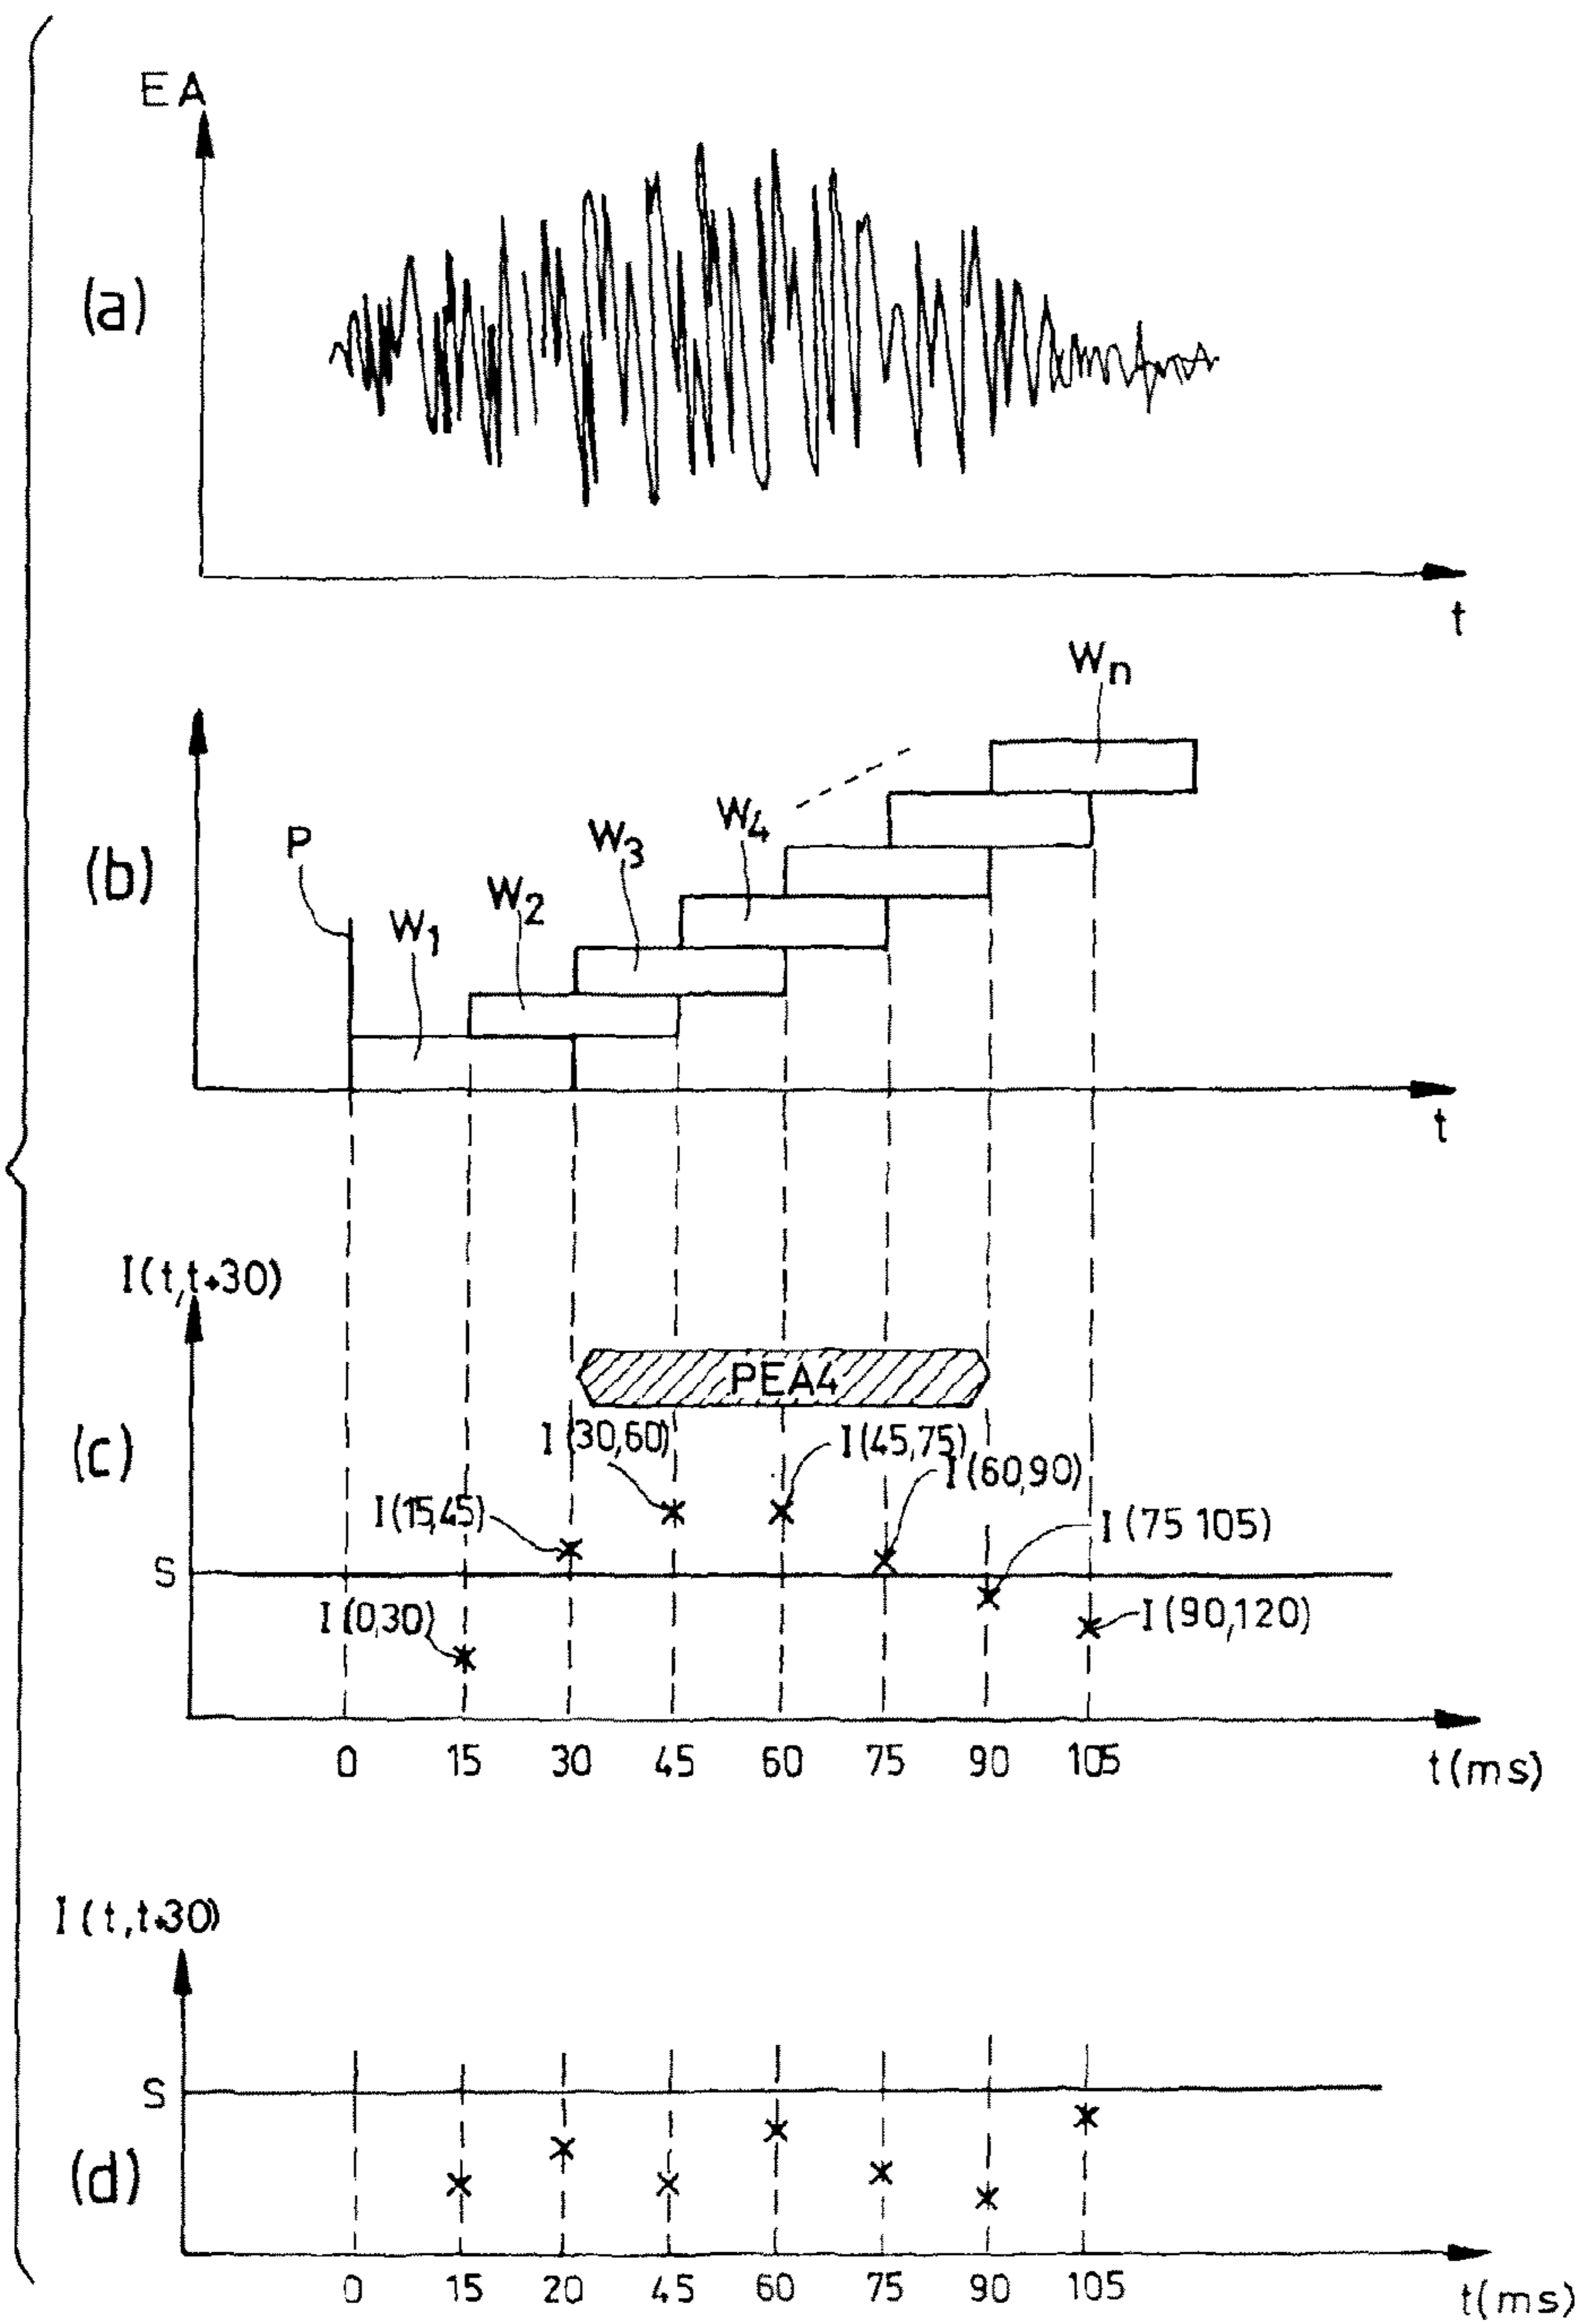 EA
(a)
t
Wn
W4
W3
P
(b)
W2
W1
t
I(t,t+30)
PEA4
(c)
I(30,60)
I(45,75)
I(60,90)
I(15,45)
I(75 105)
S
I(0,30)
I(90,120)
0 15 30 45 60 75 90 105
t(ms)
I(t,t+30)
S
(d)
0 15 20 45 60 75 90 105
t(ms)